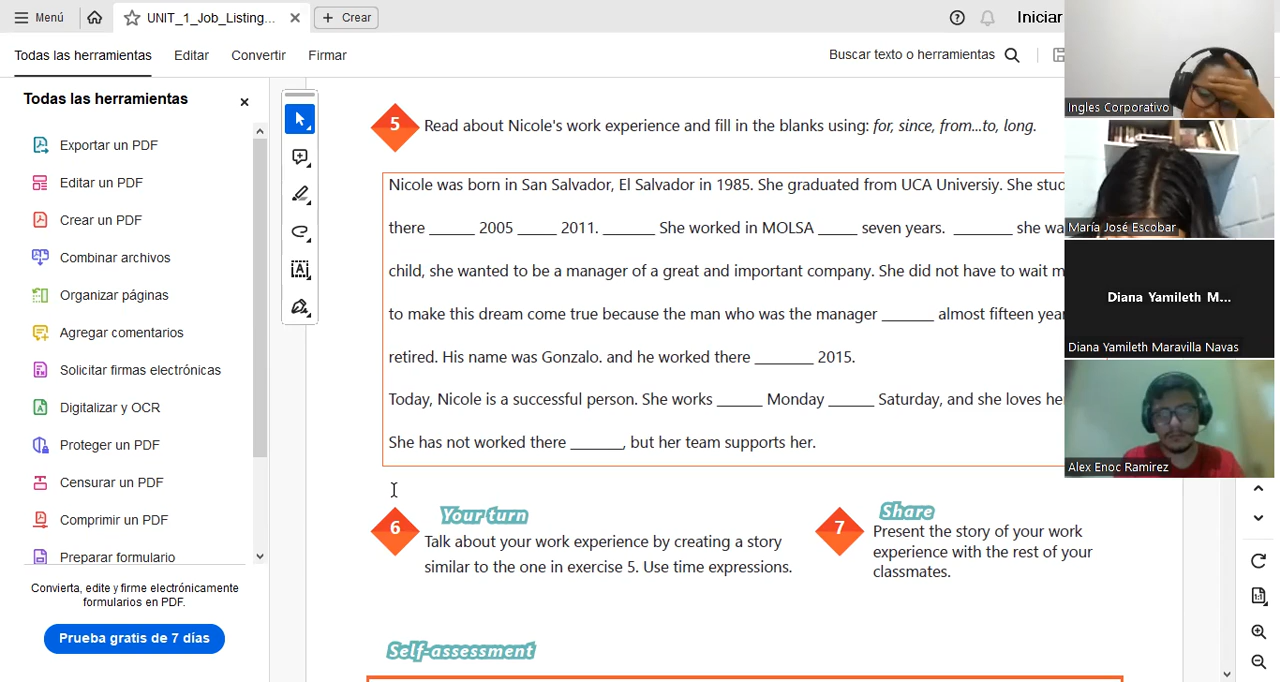 Menú
UNIT_1_Job_Listing...
Crear
Iniciar
Todas las herramientas
Editar
Convertir
Firmar
Buscar texto o herramientas
Todas las herramientas
Exportar un PDF
Editar un PDF
Crear un PDF
Combinar archivos
Organizar páginas
Agregar comentarios
Solicitar firmas electrónicas
Digitalizar y OCR
Proteger un PDF
Censurar un PDF
Comprimir un PDF
Preparar formulario
Convierta, edite y firme electrónicamente
formularios en PDF.
Prueba gratis de 7 días
5
Read about Nicole's work experience and fill in the blanks using: for, since, from...to, long.
Nicole was born in San Salvador, El Salvador in 1985. She graduated from UCA Universiy. She stud
there _____ 2005 _____ 2011. _______ She worked in MOLSA _____ seven years. ________ she wa
child, she wanted to be a manager of a great and important company. She did not have to wait m
to make this dream come true because the man who was the manager _______ almost fifteen year
retired. His name was Gonzalo. and he worked there ________ 2015.
Today, Nicole is a successful person. She works ______ Monday ______ Saturday, and she loves he
She has not worked there _______, but her team supports her.
6
Your turn
Talk about your work experience by creating a story
similar to the one in exercise 5. Use time expressions.
7
Share
Present the story of your work
experience with the rest of your
classmates.
Self-assessment
Ingles Corporativo
María José Escobar
Diana Yamileth M...
Diana Yamileth Maravilla Navas
Alex Enoc Ramirez
1:1